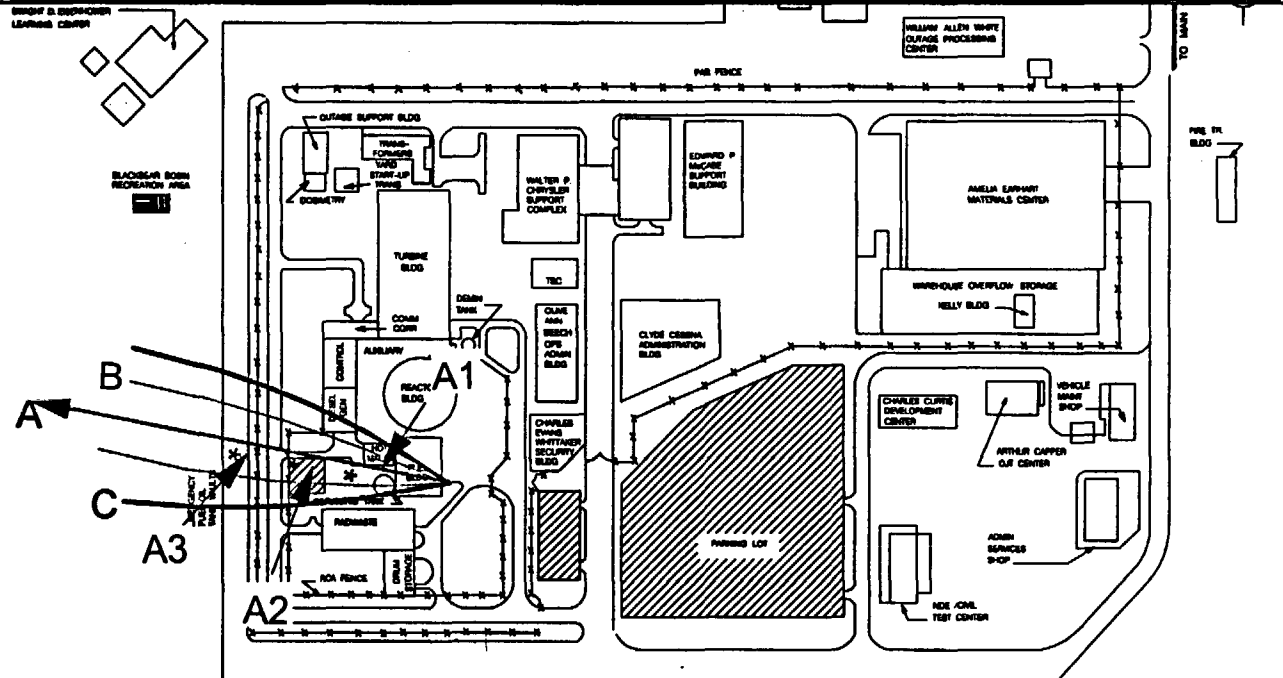 DWIGHT D. EISENHOWER
LEARNING CENTER
WILLIAM ALLEN WHITE
OUTAGE PROCESSING
CENTER
TO MAIN
PAB FENCE
OUTAGE SUPPORT BLDG
TRANS-
FORMERS
YARD
START-UP
TRANS
DOSIMETRY
BLACKBEAR BOSIN
RECREATION AREA
WALTER P.
CHRYSLER
SUPPORT
COMPLEX
EDWARD P
McCABE
SUPPORT
BUILDING
AMELIA EARHART
MATERIALS CENTER
FIRE TR.
BLDG
TURBINE
BLDG
TSC
DEMIN
TANK
OLIVE
ANN
BEECH
OPS
ADMIN
BLDG
WAREHOUSE OVERFLOW STORAGE
KELLY BLDG
COMM
CORR
CLYDE CESSNA
ADMINISTRATION
BLDG
CONTROL
AUXILIARY
REACTO
BLDG
A1
B
A
C
A3
A2
CHARLES
EVANS
WHITTAKER
SECURITY
BLDG
CHARLES CURTIS
DEVELOPMENT
CENTER
VEHICLE
MAINT
SHOP
ARTHUR CAPPER
OJT CENTER
RADWASTE
DRUM
STORAGE
RCA FENCE
PARKING LOT
ADMIN
SERVICES
SHOP
NDE /CIVIL
TEST CENTER